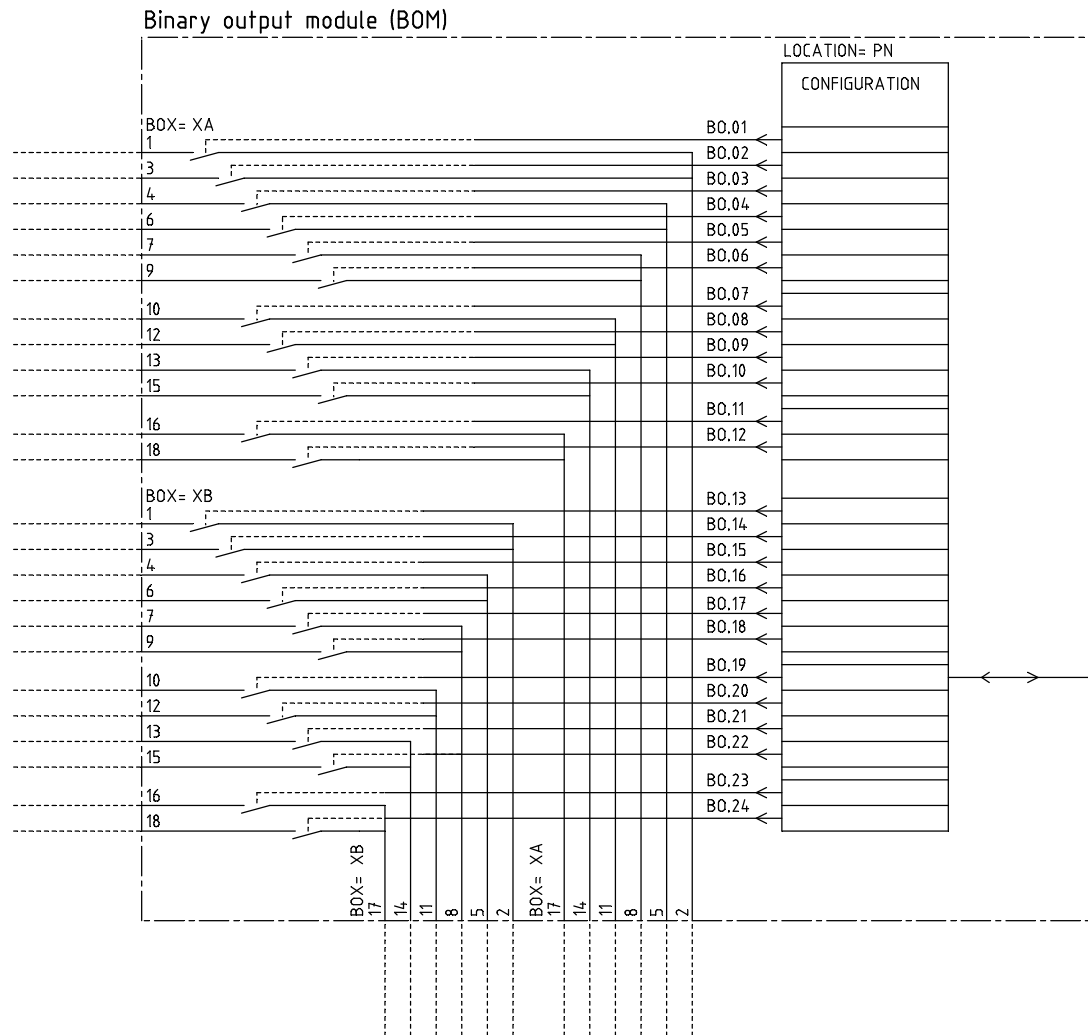 Binary output module (BOM)
LOCATION= PN
CONFIGURATION
BOX= XA
BO.01
1
BO.02
3
BO.03
4
BO.04
6
BO.05
7
BO.06
9
BO.07
10
BO.08
12
BO.09
13
BO.10
15
BO.11
16
BO.12
18
BOX= XB
BO.13
1
BO.14
3
BO.15
4
BO.16
6
BO.17
7
BO.18
9
BO.19
10
BO.20
12
BO.21
13
BO.22
15
BO.23
16
BO.24
18
BOX= XB
17
14
11
8
5
2
BOX= XA
17
14
11
8
5
2